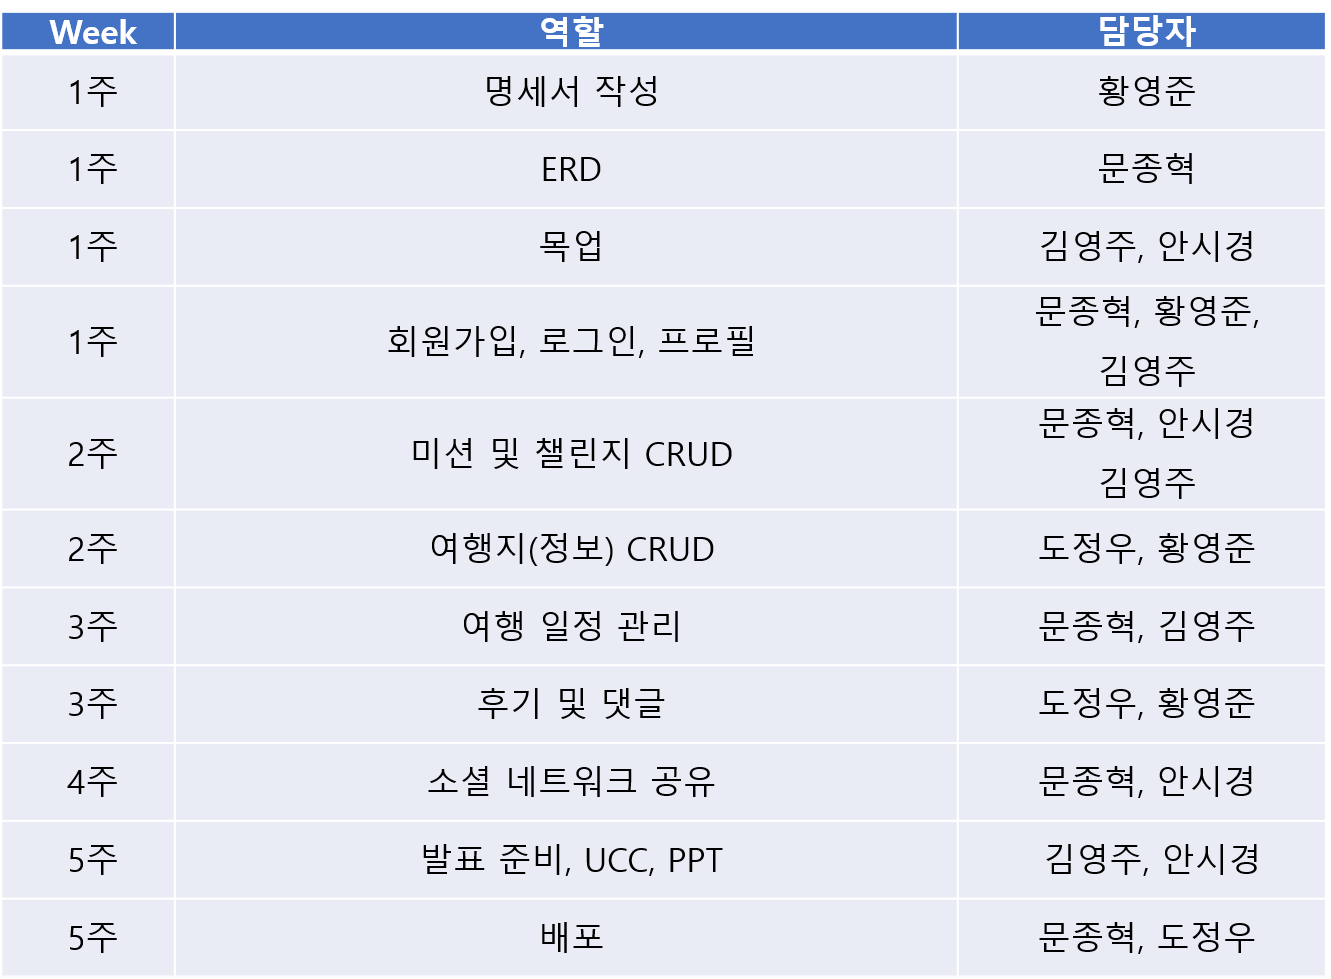 Week 역할 담당자
1주 명세서 작성 황영준
1주 ERD 문종혁
1주 목업 김영주, 안시경
1주 회원가입, 로그인, 프로필 문종혁, 황영준,
김영주
2주 미션 및 챌린지 CRUD 문종혁, 안시경
김영주
2주 여행지(정보) CRUD 도정우, 황영준
3주 여행 일정 관리 문종혁, 김영주
3주 후기 및 댓글 도정우, 황영준
4주 소셜 네트워크 공유 문종혁, 안시경
5주 발표 준비, UCC, PPT 김영주, 안시경
5주 배포 문종혁, 도정우